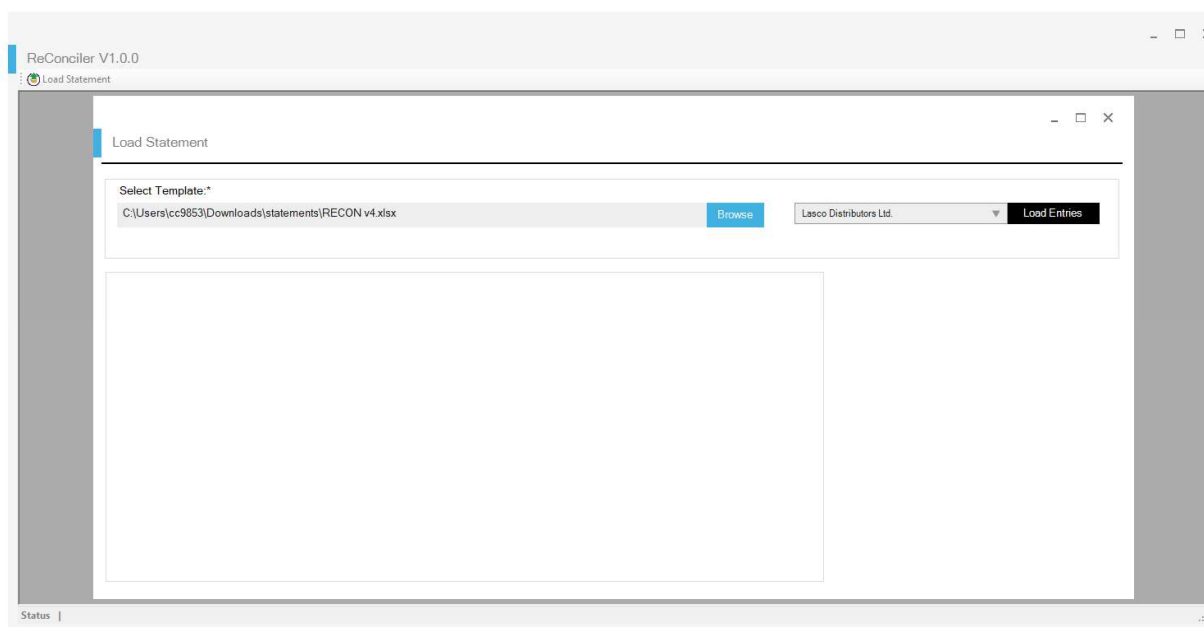 ReConciler V1.0.0
Load Statement
Load Statement
Select Template:*
C:\Users\cc9853\Downloads\statements\RECON v4.xlsx
Browse
Lasco Distributors Ltd.
Load Entries
Status |